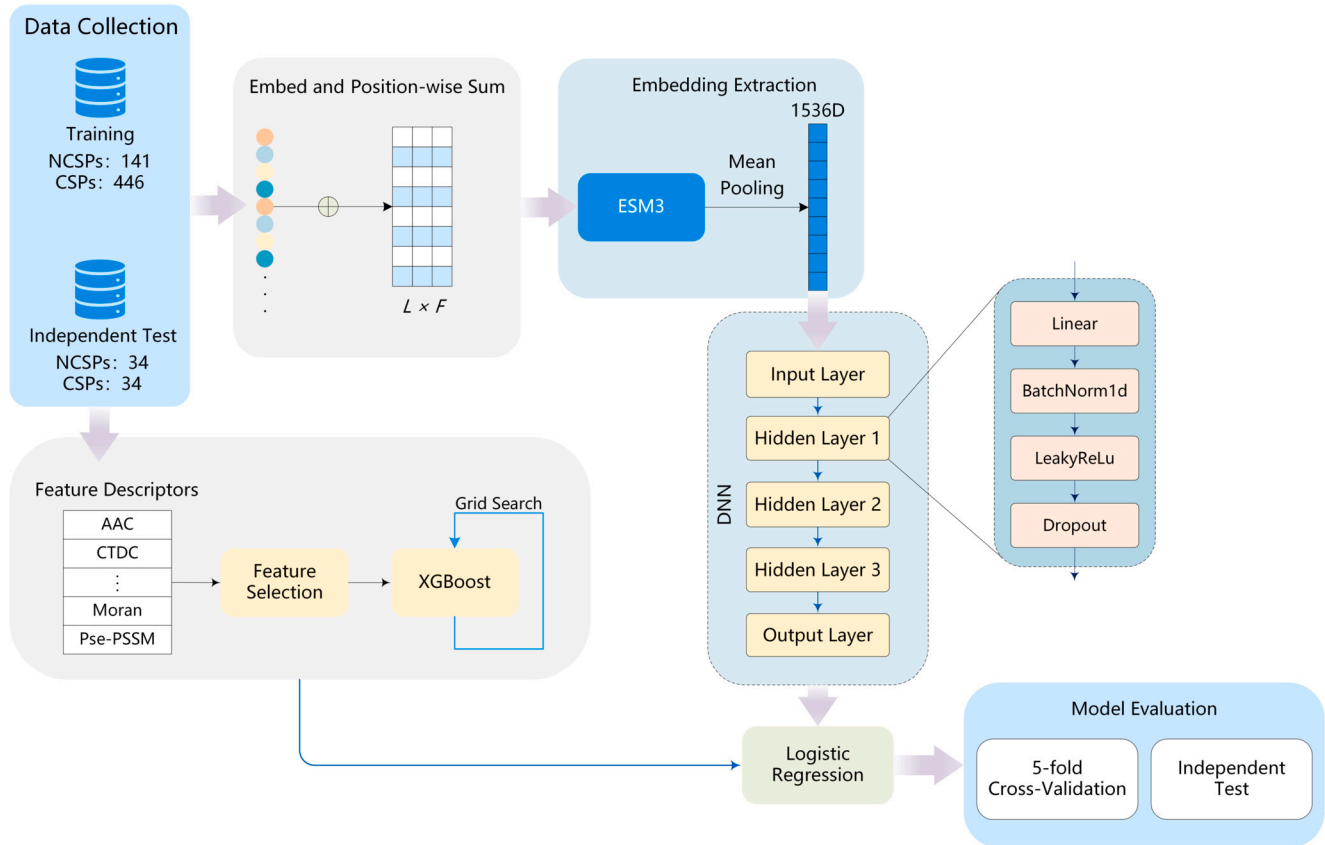 Data Collection
Training
NCSPs: 141
CSPs: 446
Independent Test
NCSPs: 34
CSPs: 34
Embed and Position-wise Sum
L × F
Embedding Extraction
1536D
ESM3
Mean
Pooling
DNN
Input Layer
Hidden Layer 1
Hidden Layer 2
Hidden Layer 3
Output Layer
Linear
BatchNorm1d
LeakyReLu
Dropout
Feature Descriptors
AAC
CTDC
⋮
Moran
Pse-PSSM
Feature
Selection
Grid Search
XGBoost
Logistic
Regression
Model Evaluation
5-fold
Cross-Validation
Independent
Test